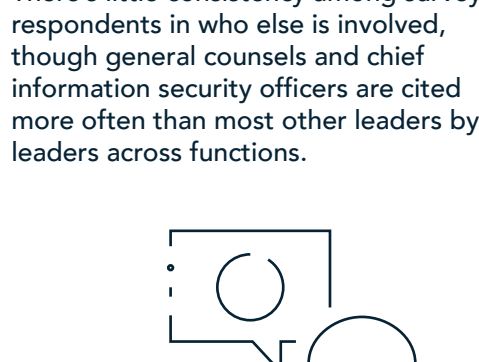 There's little consistency among survey
respondents in who else is involved,
though general counsels and chief
information security officers are cited
more often than most other leaders by
leaders across functions.